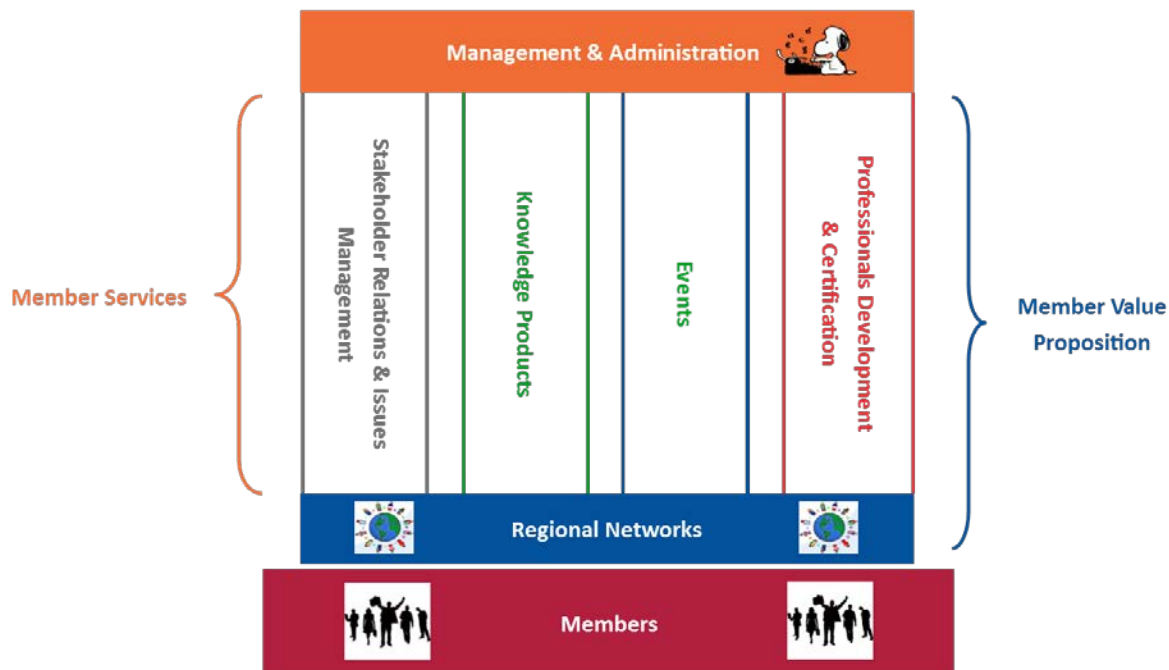 Management & Administration
Member Services
Stakeholder Relations & Issues
Management
Knowledge Products
Events
Professionals Development
& Certification
Member Value
Proposition
Regional Networks
Members